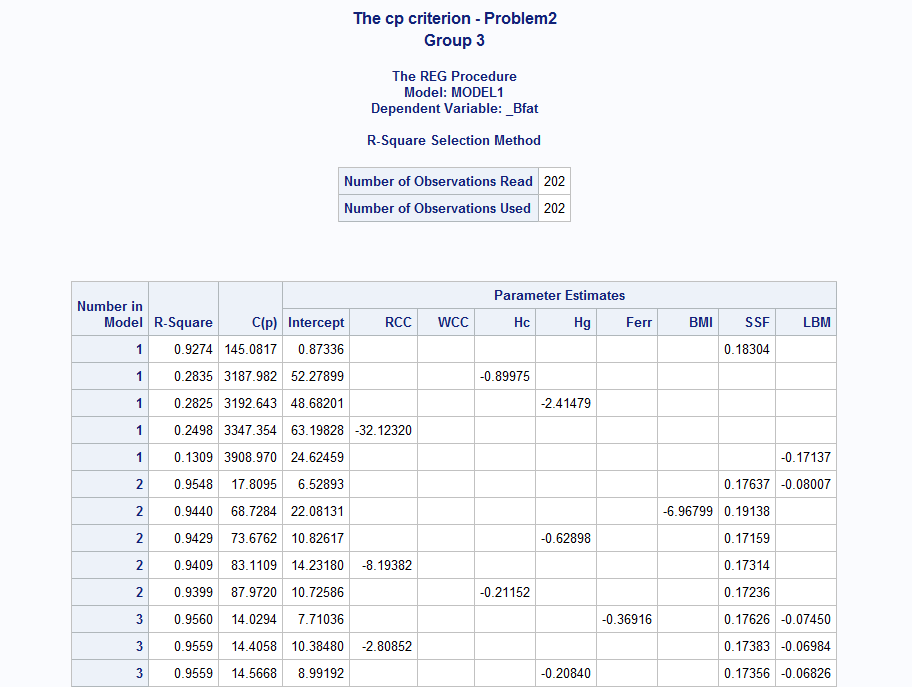 The cp criterion - Problem2
Group 3
The REG Procedure
Model: MODEL1
Dependent Variable: _Bfat
R-Square Selection Method
Number of Observations Read 202
Number of Observations Used 202
Parameter Estimates
Number in Model R-Square C(p) Intercept RCC WCC Hc Hg Ferr BMI SSF LBM
1 0.9274 145.0817 0.87336 0.18304
1 0.2835 3187.982 52.27899 -0.89975
1 0.2825 3192.643 48.68201 -2.41479
1 0.2498 3347.354 63.19828 -32.12320
1 0.1309 3908.970 24.62459 -0.17137
2 0.9548 17.8095 6.52893 0.17637 -0.08007
2 0.9440 68.7284 22.08131 -6.96799 0.19138
2 0.9429 73.6762 10.82617 -0.62898 0.17159
2 0.9409 83.1109 14.23180 -8.19382 0.17314
2 0.9399 87.9720 10.72586 -0.21152 0.17236
3 0.9560 14.0294 7.71036 -0.36916 0.17626 -0.07450
3 0.9559 14.4058 10.38480 -2.80852 0.17383 -0.06984
3 0.9559 14.5668 8.99192 -0.20840 0.17356 -0.06826